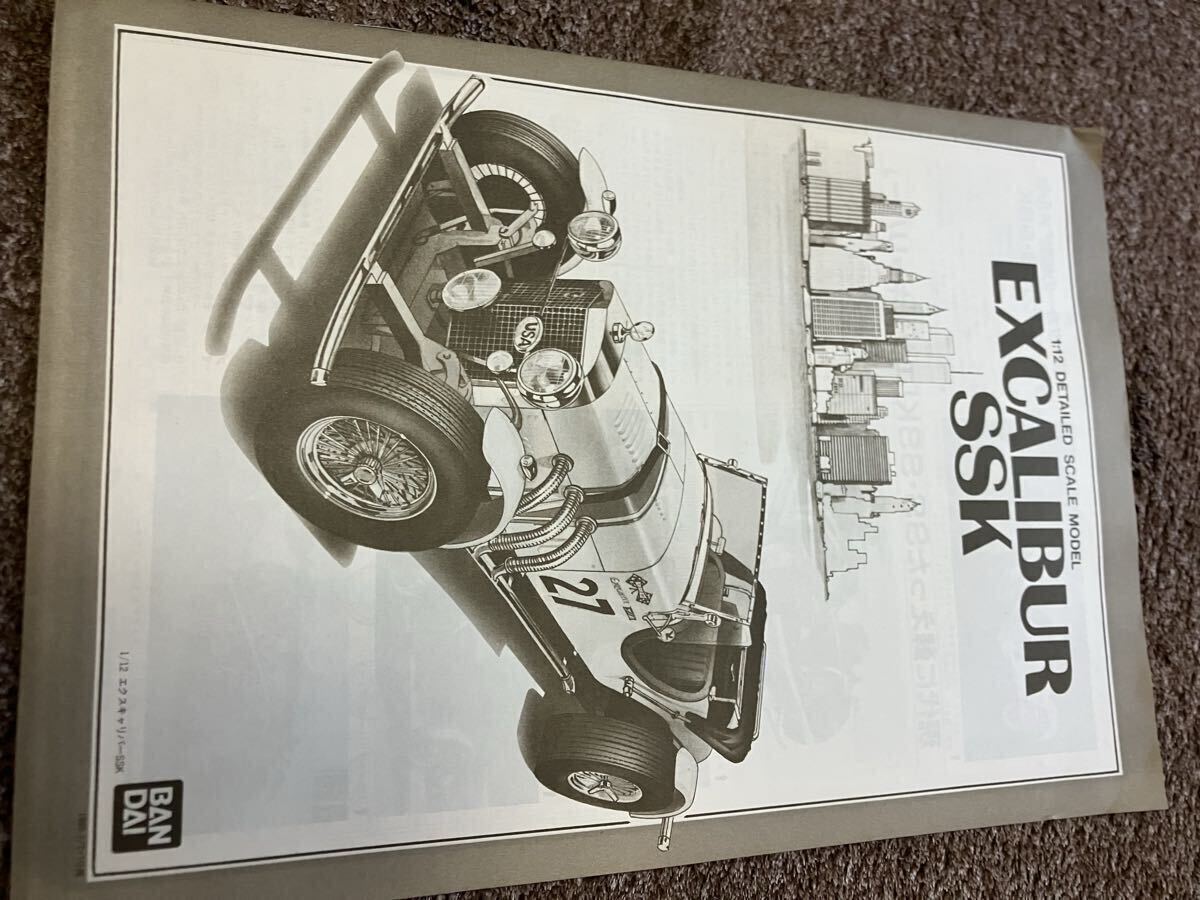 1:12 DETAILED SCALE MODEL
EXCALIBUR
SSK
USA
27
1/12 エクスキャリバーSSK
BAN
DAI